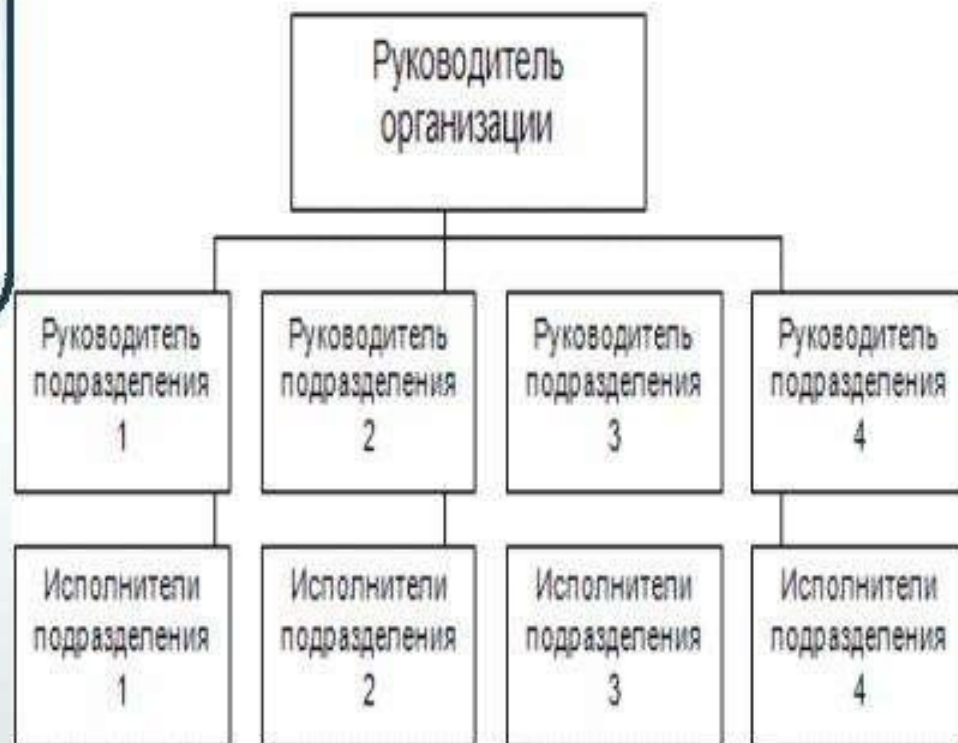 Руководитель
организации
Руководитель
подразделения
1
Руководитель
подразделения
2
Руководитель
подразделения
3
Руководитель
подразделения
4
Исполнители
подразделения
1
Исполнители
подразделения
2
Исполнители
подразделения
3
Исполнители
подразделения
4